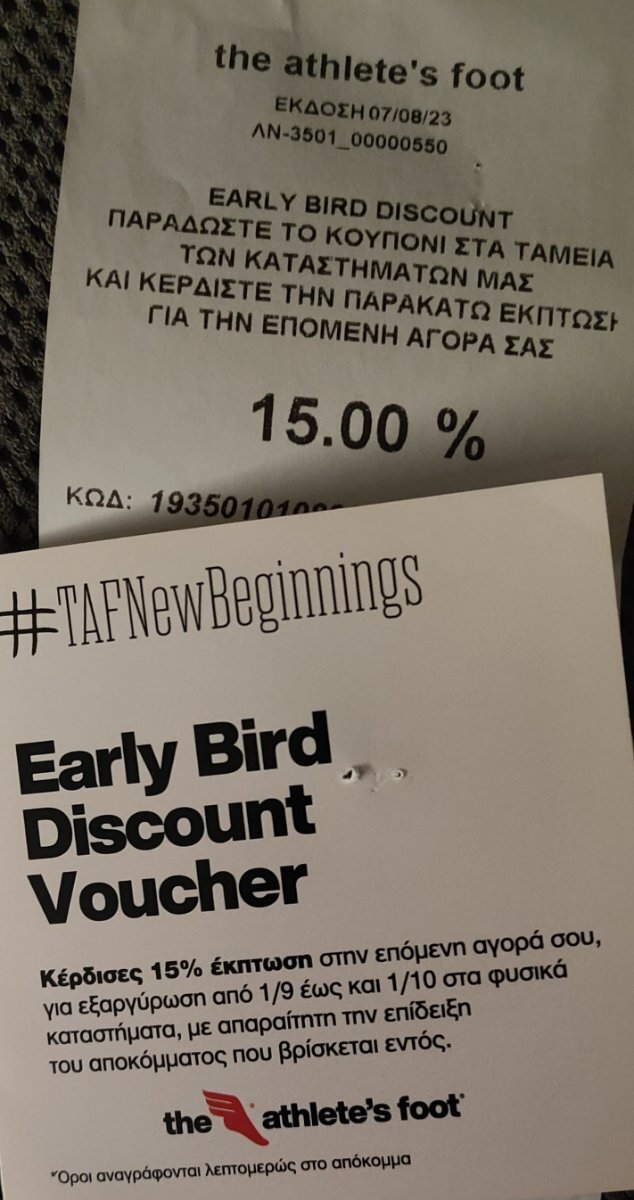 the athlete's foot
ΕΚΔΟΣΗ 07/08/23
ΛΝ-3501_00000550
EARLY BIRD DISCOUNT
ΠΑΡΑΔΩΣΤΕ ΤΟ ΚΟΥΠΟΝΙ ΣΤΑ ΤΑΜΕΙΑ
ΤΩΝ ΚΑΤΑΣΤΗΜΑΤΩΝ ΜΑΣ
ΚΑΙ ΚΕΡΔΙΣΤΕ ΤΗΝ ΠΑΡΑΚΑΤΩ
ΓΙΑ ΤΗΝ ΕΠΟΜΕΝΗ ΑΓΟΡΑ ΣΑΣ
15.00 %
ΚΩΔ:
#TAFNewBeginnings
Early Bird
Discount
Voucher
Κέρδισες 15% έκπτωση στην επόμενη αγορά σου,
για εξαργύρωση από 1/9 έως και 1/10 στα φυσικά
καταστήματα, με απαραίτητη την επίδειξη
του αποκόμματος που βρίσκεται εντός.
the athlete's foot
*Όροι αναγράφονται λεπτομερώς στο απόκομμα